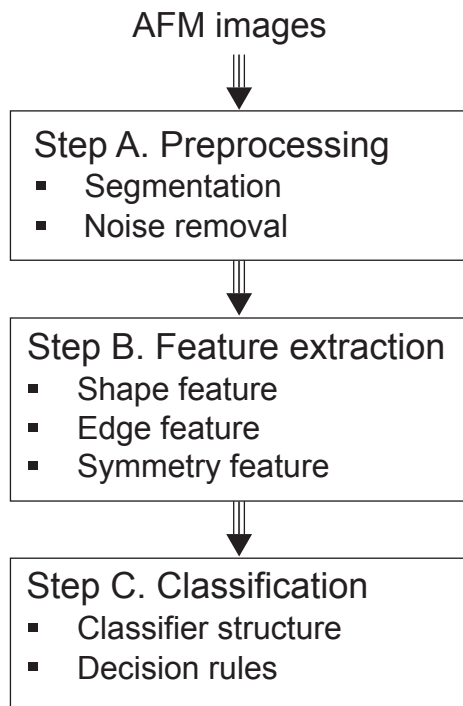 AFM images
Step A. Preprocessing
▪ Segmentation
▪ Noise removal
Step B. Feature extraction
▪ Shape feature
▪ Edge feature
▪ Symmetry feature
Step C. Classification
▪ Classifier structure
▪ Decision rules